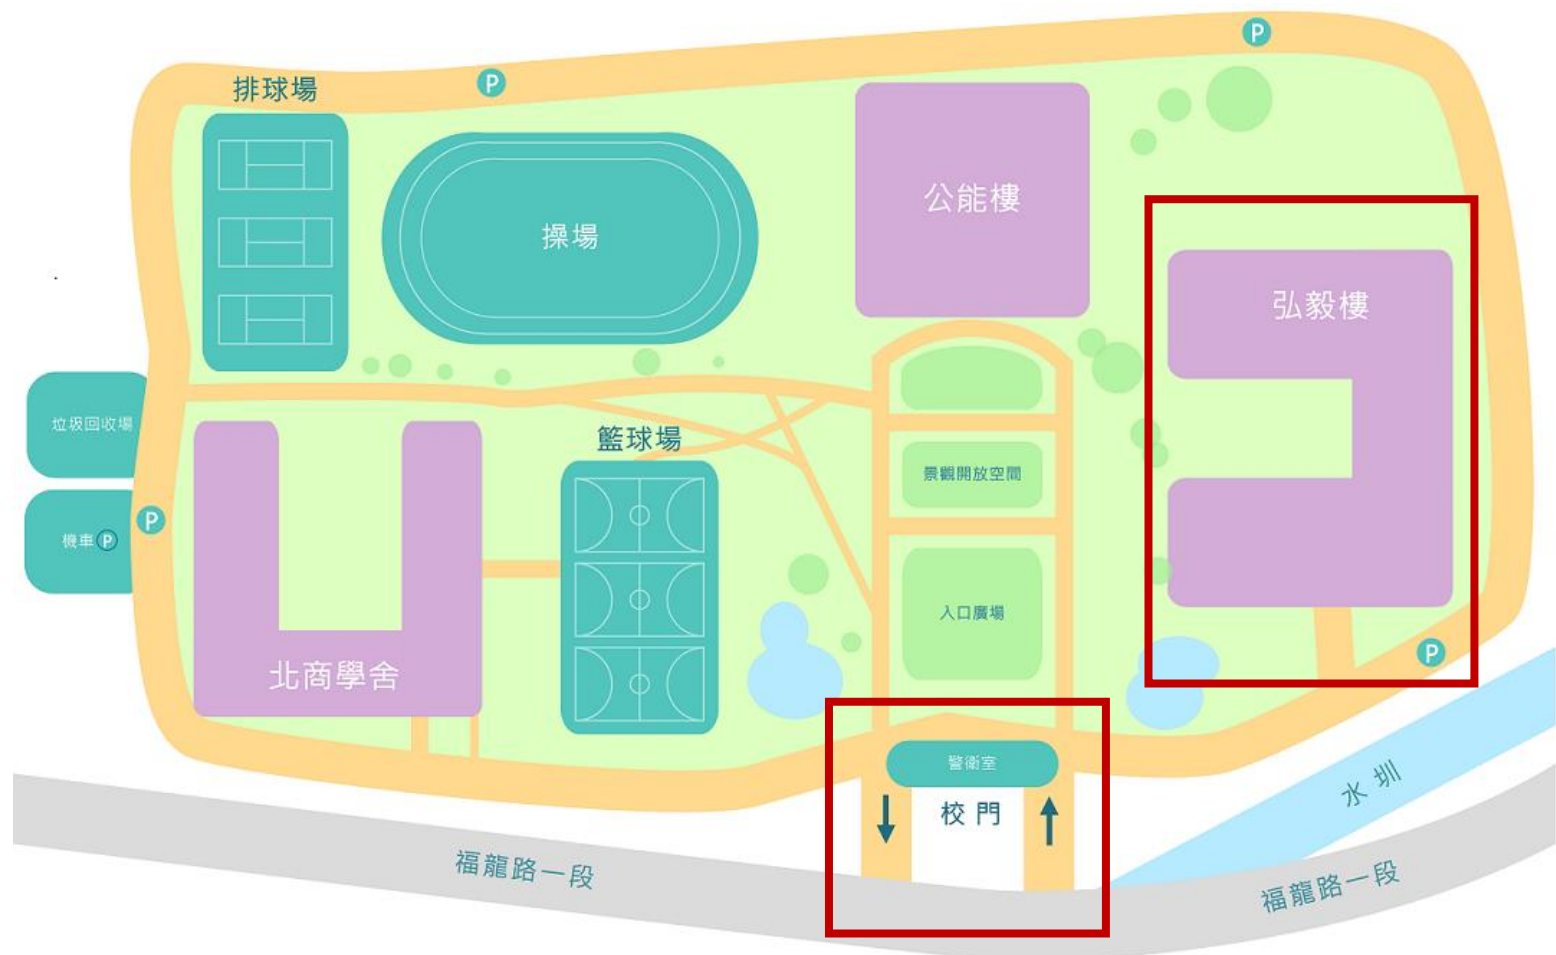 P
排球場
P
公能樓
操場
弘毅樓
垃圾回收場
籃球場
景觀開放空間
P
機車P
入口廣場
P
北商學舍
警衛室
校門
水圳
福龍路一段
福龍路一段